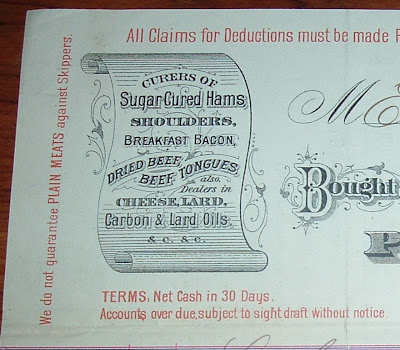 All Claims for Deductions must be made
We do not guarantee PLAIN MEATS against Skippers.
CURERS OF
Sugar Cured Hams
SHOULDERS,
BREAKFAST BACON,
DRIED BEEF,
BEEF TONGUES,
also,
Dealers in
CHEESE, LARD,
Carbon & Lard Oils.
& C. & C.
Bought
TERMS, Net Cash in 30 Days.
Accounts over due, subject to sight draft without notice